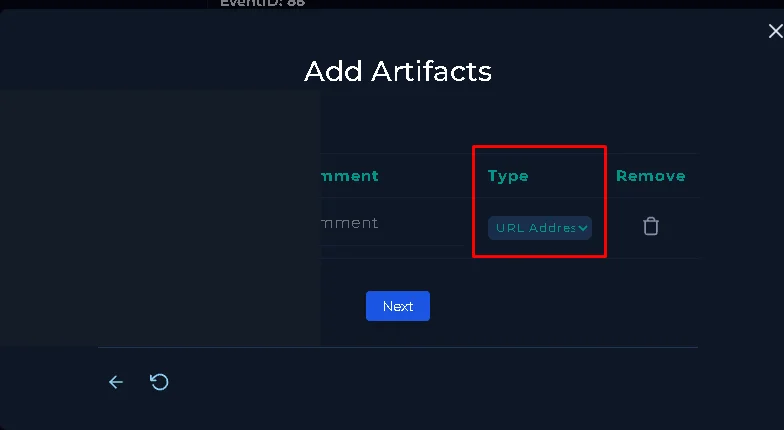 EventID: 86
Add Artifacts
mment Type Remove
mment URL Addres
Next